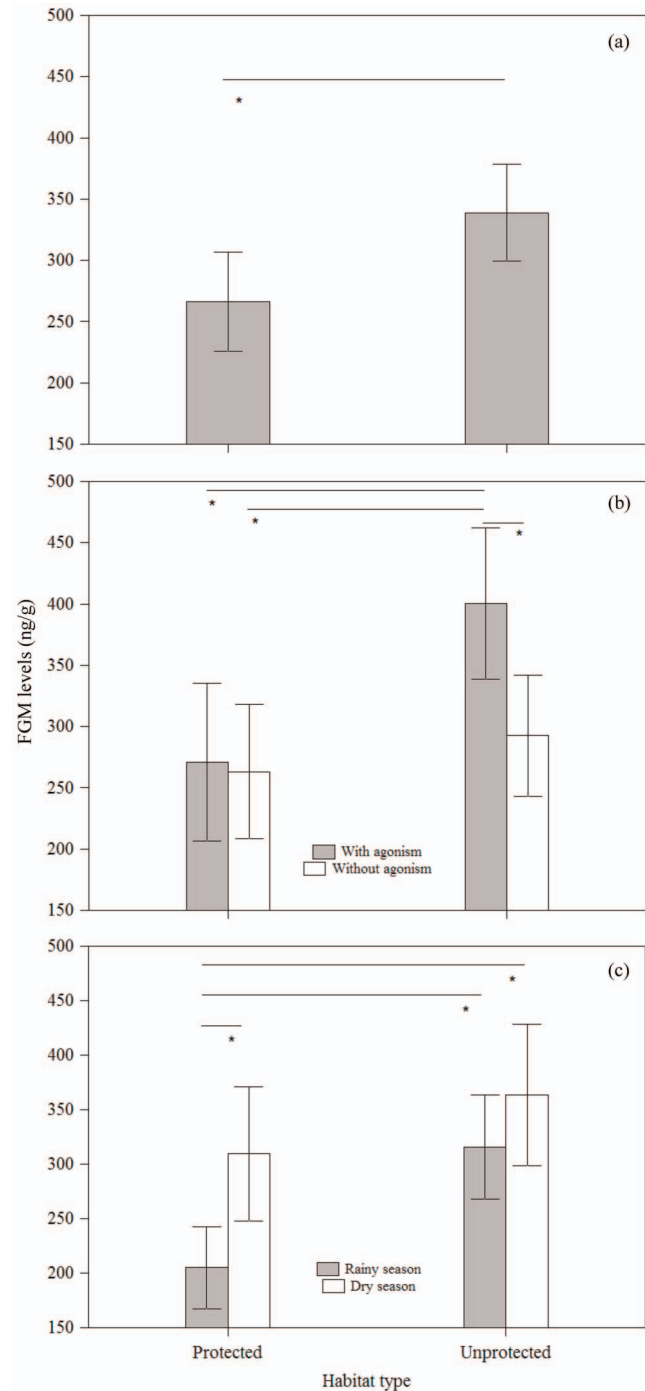 500
(a)
450
*
400
350
300
250
200
150
500
(b)
* * *
450
400
350
300
250
200
With agonism
Without agonism
150
FGM levels (ng/g)
500
(c)
*
450
* *
400
350
300
250
200
Rainy season
Dry season
150
Protected Unprotected
Habitat type